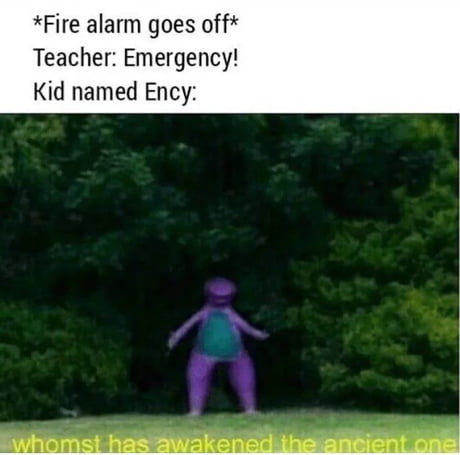 *Fire alarm goes off*
Teacher: Emergency!
Kid named Ency:
whomst has awakened the ancient one